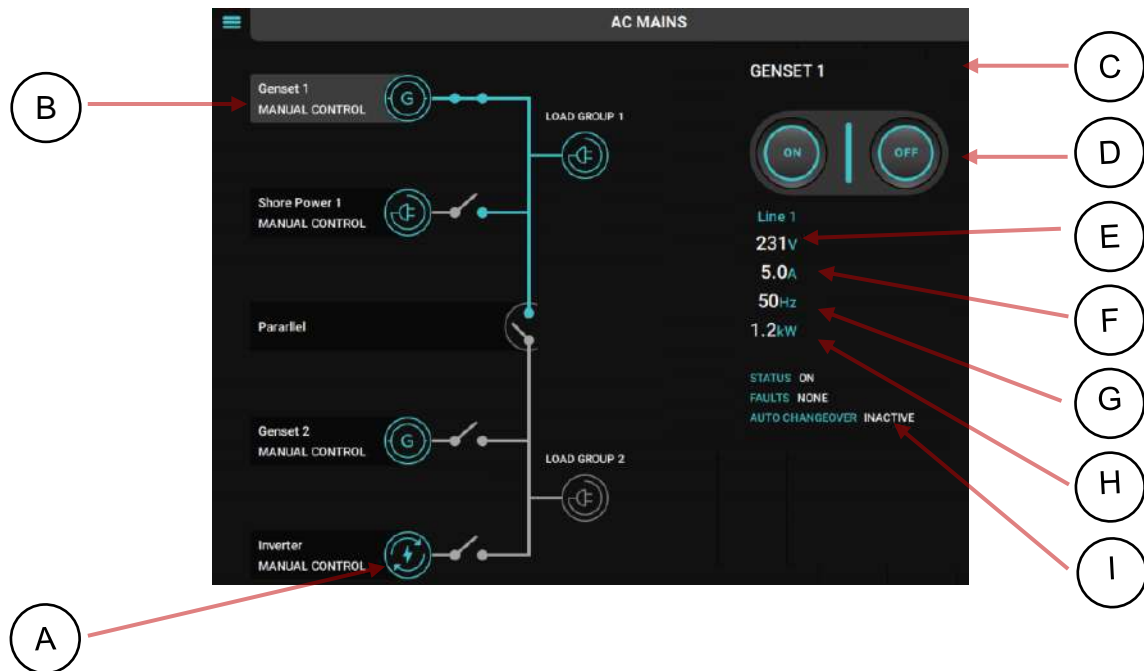 AC MAINS
GENSET 1
C
Genset 1
MANUAL CONTROL
G
B
LOAD GROUP 1
ON
OFF
D
Shore Power 1
MANUAL CONTROL
Line 1
231V
E
5.0A
50Hz
1.2kW
F
Pararllel
STATUS ON
FAULTS NONE
AUTO CHANGEOVER INACTIVE
G
Genset 2
MANUAL CONTROL
G
LOAD GROUP 2
H
Inverter
MANUAL CONTROL
I
A